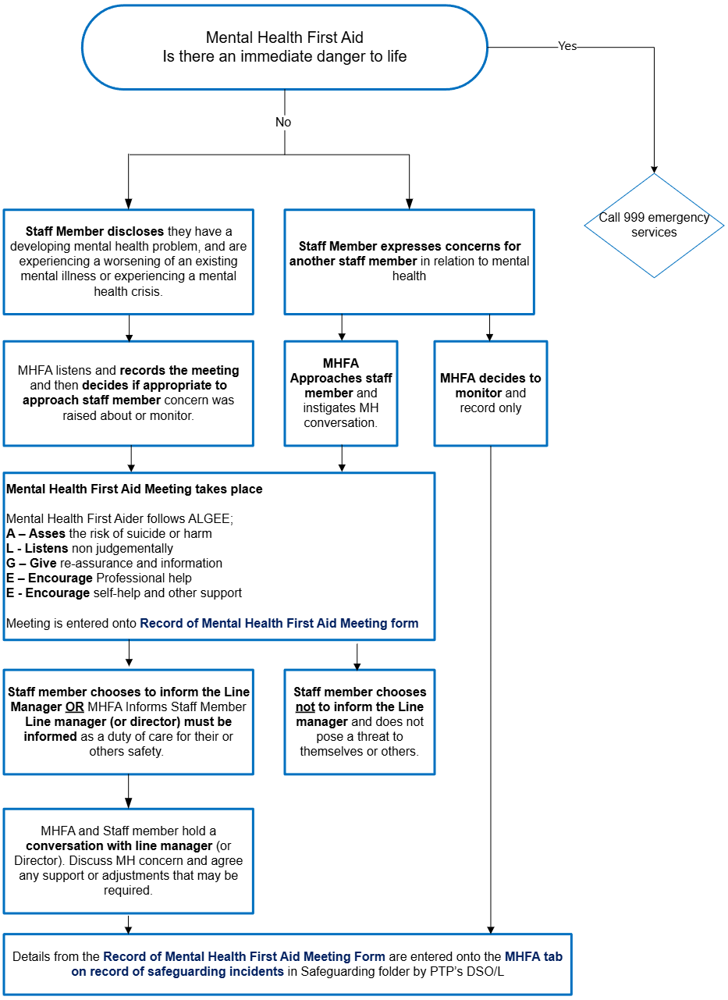 Mental Health First Aid
Is there an immediate danger to life
Yes
No
Call 999 emergency
services
Staff Member discloses they have a
developing mental health problem, and are
experiencing a worsening of an existing
mental illness or experiencing a mental
health crisis.
Staff Member expresses concerns for
another staff member in relation to mental
health
MHFA listens and records the meeting
and then decides if appropriate to
approach staff member concern was
raised about or monitor.
MHFA
Approaches staff
member and
instigates MH
conversation.
MHFA decides to
monitor and
record only
Mental Health First Aid Meeting takes place
Mental Health First Aider follows ALGEE;
A – Asses the risk of suicide or harm
L - Listens non judgementally
G – Give re-assurance and information
E – Encourage Professional help
E - Encourage self-help and other support
Meeting is entered onto Record of Mental Health First Aid Meeting form
Staff member chooses to inform the Line
Manager OR MHFA Informs Staff Member
Line manager (or director) must be
informed as a duty of care for their or
others safety.
Staff member chooses
not to inform the Line
manager and does not
pose a threat to
themselves or others.
MHFA and Staff member hold a
conversation with line manager (or
Director). Discuss MH concern and agree
any support or adjustments that may be
required.
Details from the Record of Mental Health First Aid Meeting Form are entered onto the MHFA tab
on record of safeguarding incidents in Safeguarding folder by PTP's DSO/L